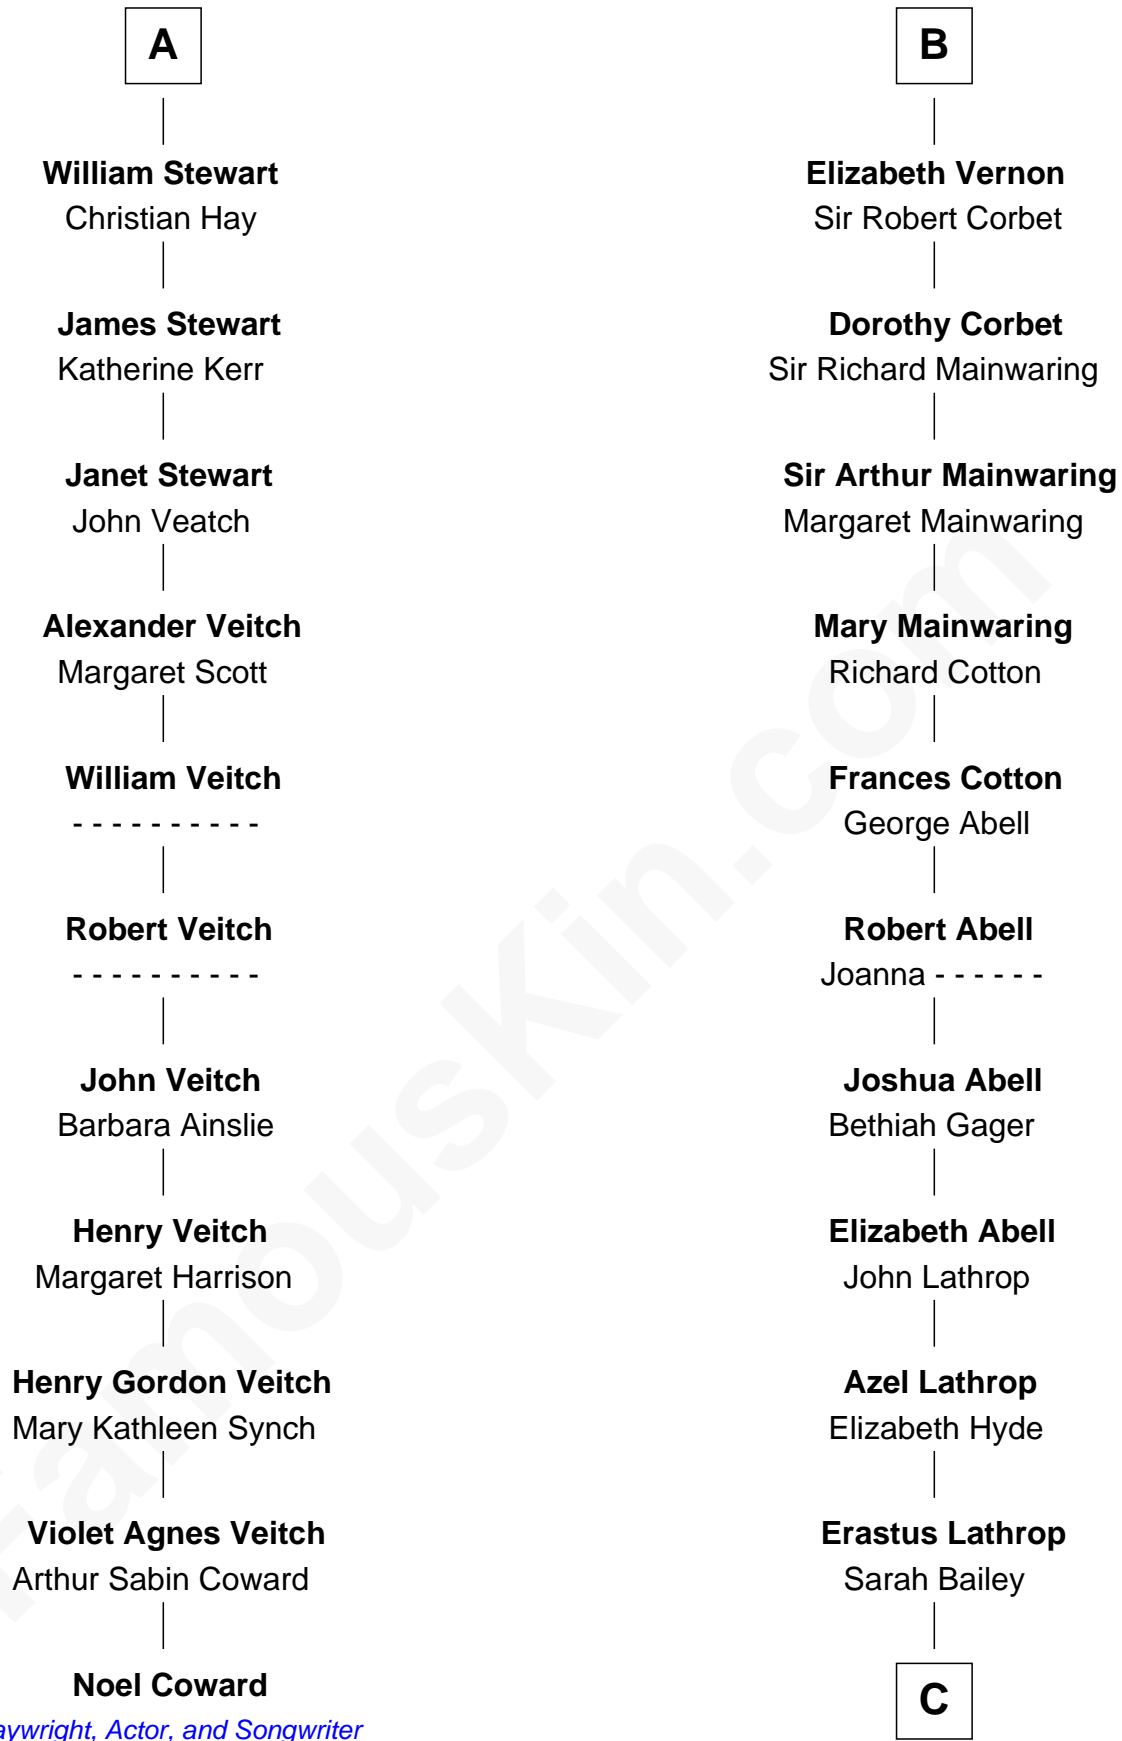 A
William Stewart
Christian Hay
James Stewart
Katherine Kerr
Janet Stewart
John Veatch
Alexander Veitch
Margaret Scott
William Veitch
- - - - - - - - - -
Robert Veitch
- - - - - - - - - -
John Veitch
Barbara Ainslie
Henry Veitch
Margaret Harrison
Henry Gordon Veitch
Mary Kathleen Synch
Violet Agnes Veitch
Arthur Sabin Coward
Noel Coward
aywright, Actor, and Songwriter
B
Elizabeth Vernon
Sir Robert Corbet
Dorothy Corbet
Sir Richard Mainwaring
Sir Arthur Mainwaring
Margaret Mainwaring
Mary Mainwaring
Richard Cotton
Frances Cotton
George Abell
Robert Abell
Joanna - - - - - -
Joshua Abell
Bethiah Gager
Elizabeth Abell
John Lathrop
Azel Lathrop
Elizabeth Hyde
Erastus Lathrop
Sarah Bailey
C
FamousKin.com